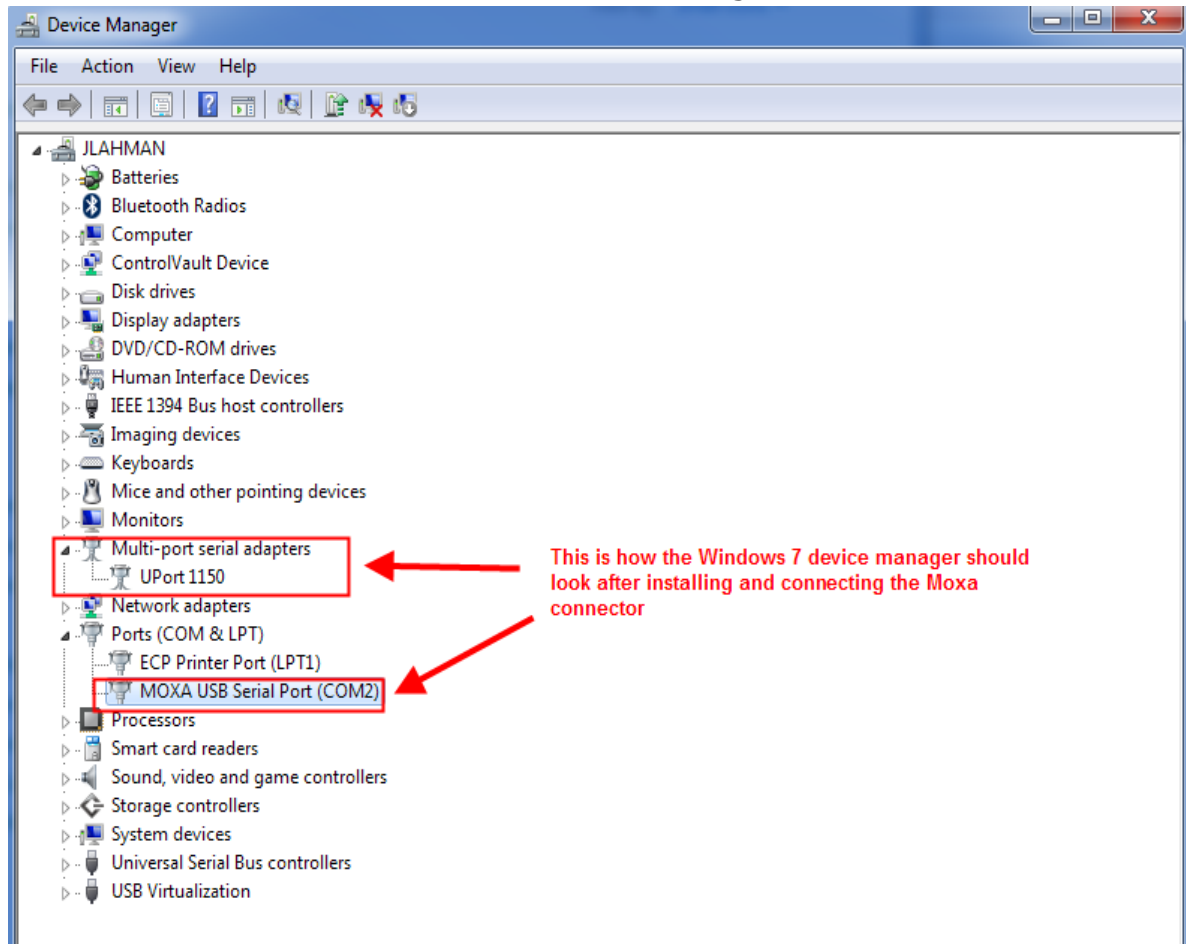 Device Manager
File Action View Help
JLAHMAN
Batteries
Bluetooth Radios
Computer
ControlVault Device
Disk drives
Display adapters
DVD/CD-ROM drives
Human Interface Devices
IEEE 1394 Bus host controllers
Imaging devices
Keyboards
Mice and other pointing devices
Monitors
Multi-port serial adapters
UPort 1150
This is how the Windows 7 device manager should
look after installing and connecting the Moxa
connector
Network adapters
Ports (COM & LPT)
ECP Printer Port (LPT1)
MOXA USB Serial Port (COM2)
Processors
Smart card readers
Sound, video and game controllers
Storage controllers
System devices
Universal Serial Bus controllers
USB Virtualization